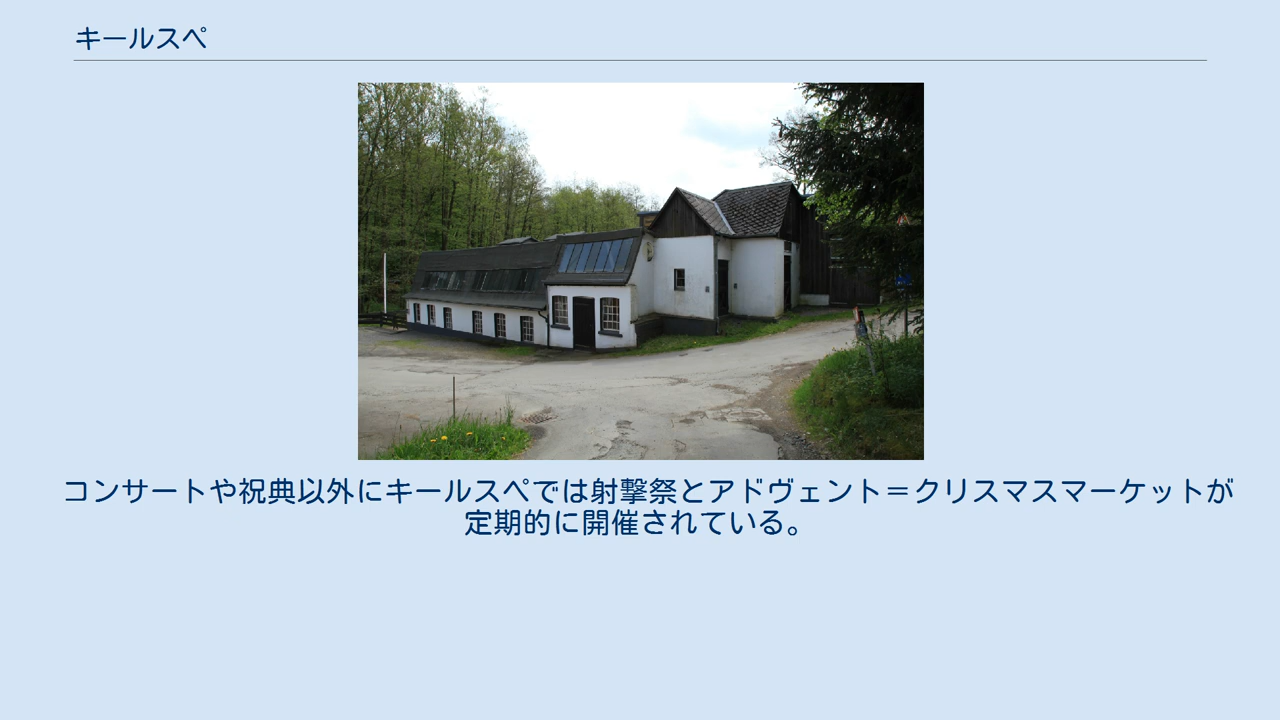 キールスペ
コンサートや祝典以外にキールスペでは射撃祭とアドヴェント＝クリスマスマーケットが
定期的に開催されている。